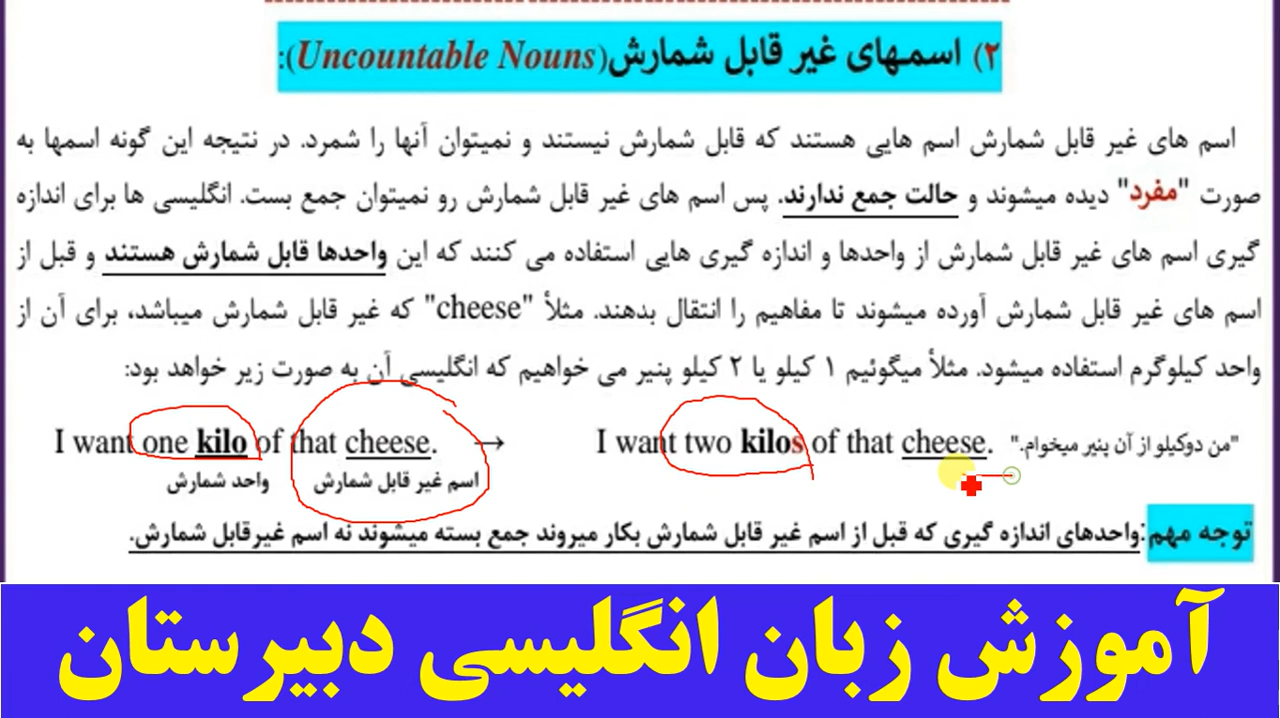 ۲) اسمهای غیر قابل شمارش(Uncountable Nouns):
اسم های غیر قابل شمارش اسم هایی هستند که قابل شمارش نیستند و نمیتوان آنها را شمرد. در نتیجه این گونه اسمها به
صورت "مفرد" دیده میشوند و حالت جمع ندارند. پس اسم های غیر قابل شمارش رو نمیتوان جمع بست. انگلیسی ها برای اندازه
گیری اسم های غیر قابل شمارش از واحدها و اندازه گیری هایی استفاده می کنند که این واحدها قابل شمارش هستند و قبل از
اسم های غیر قابل شمارش آورده میشوند تا مفاهیم را انتقال بدهند. مثلاً "cheese" که غیر قابل شمارش میباشد، برای آن از
واحد کیلوگرم استفاده میشود. مثلاً میگوئیم ۱ کیلو یا ۲ کیلو پنیر می خواهیم که انگلیسی آن به صورت زیر خواهد بود:
I want one kilo of that cheese. → I want two kilos of that cheese. "من دوکیلو از آن پنیر میخوام."
واحد شمارش اسم غیر قابل شمارش
توجه مهم:واحدهای اندازه گیری که قبل از اسم غیر قابل شمارش بکار میروند جمع بسته میشوند نه اسم غیرقابل شمارش.
آموزش زبان انگلیسی دبیرستان